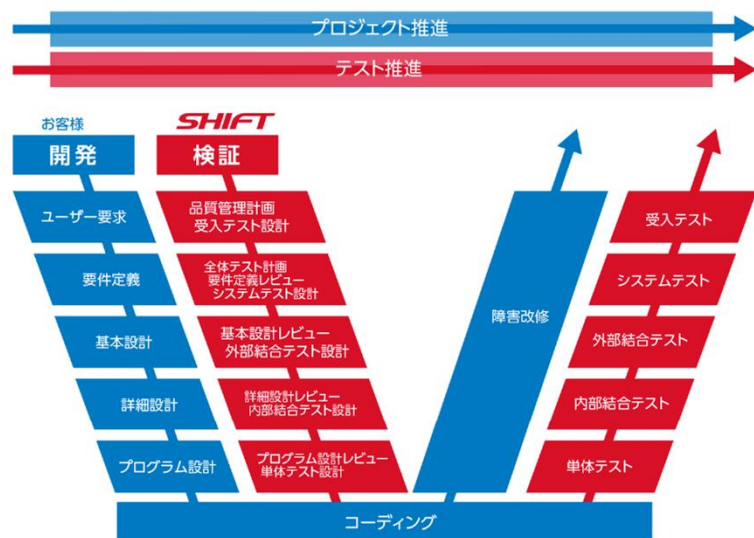 プロジェクト推進
テスト推進
お客様
開発
SHIFT
検証
ユーザー要求
要件定義
基本設計
詳細設計
プログラム設計
品質管理計画
受入テスト設計
全体テスト計画
要件定義レビュー
システムテスト設計
基本設計レビュー
外部結合テスト設計
詳細設計レビュー
内部結合テスト設計
プログラム設計レビュー
単体テスト設計
障害改修
受入テスト
システムテスト
外部結合テスト
内部結合テスト
単体テスト
コーディング